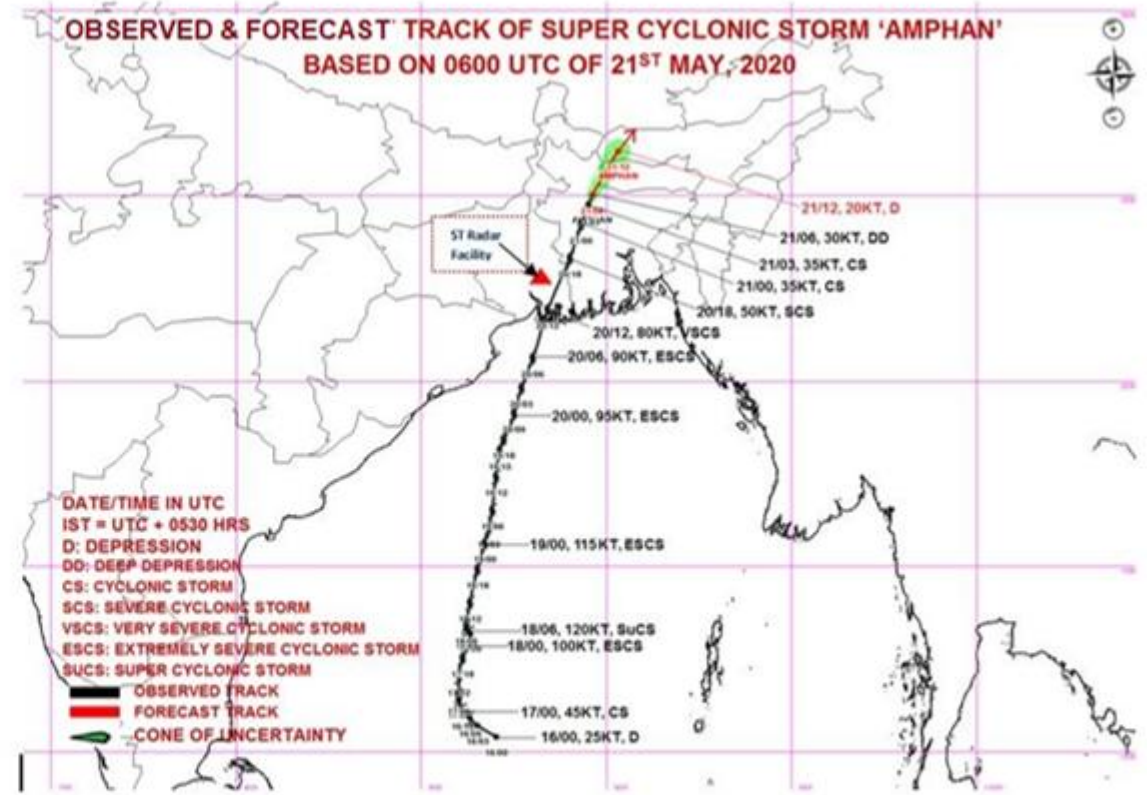 OBSERVED & FORECAST TRACK OF SUPER CYCLONIC STORM ‘AMPHAN’
BASED ON 0600 UTC OF 21ST MAY, 2020
AMPHAN
21/12, 20KT, D
ST Radar
Facility
21/06, 30KT, DD
21/03, 35KT, CS
21/00, 35KT, CS
20/18, 50KT, SCS
20/12, 80KT, VSCS
20/06, 90KT, ESCS
20/00, 95KT, ESCS
19/00, 115KT, ESCS
18/06, 120KT, SuCS
18/00, 100KT, ESCS
17/00, 45KT, CS
16/00, 25KT, D
DATE/TIME IN UTC
IST = UTC + 0530 HRS
D: DEPRESSION
DD: DEEP DEPRESSION
CS: CYCLONIC STORM
SCS: SEVERE CYCLONIC STORM
VSCS: VERY SEVERE CYCLONIC STORM
ESCS: EXTREMELY SEVERE CYCLONIC STORM
SUCS: SUPER CYCLONIC STORM
OBSERVED TRACK
FORECAST TRACK
CONE OF UNCERTAINTY